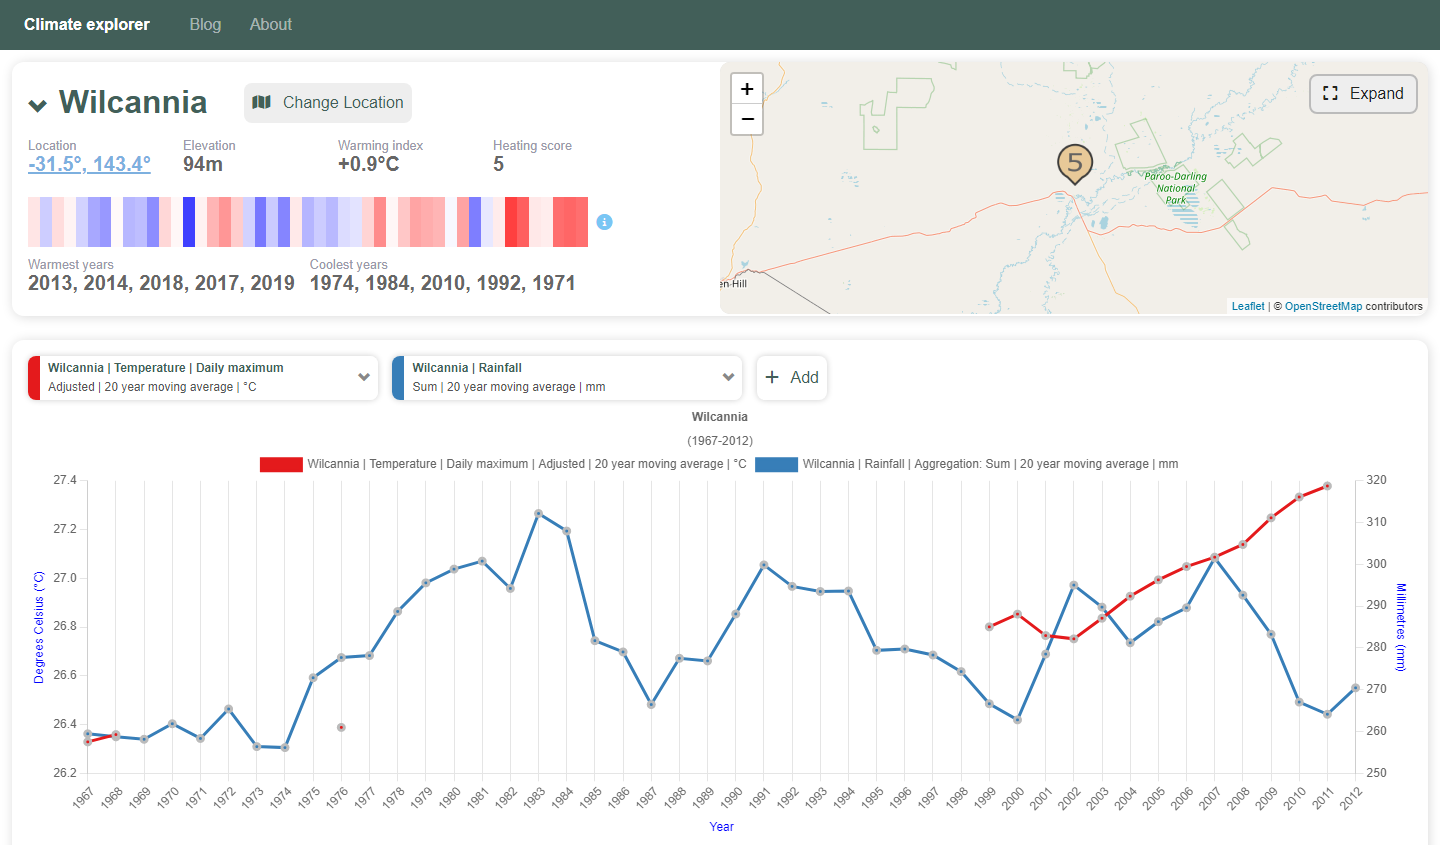 Climate explorer Blog About
Wilcannia Change Location
Location Elevation Warming index Heating score
-31.5°, 143.4° 94m +0.9°C 5
Warmest years Coolest years
2013, 2014, 2018, 2017, 2019 1974, 1984, 2010, 1992, 1971
+
−
Expand
5
Paroo-Darling
National
Park
en-Hill
Leaflet | © OpenStreetMap contributors
Wilcannia | Temperature | Daily maximum
Adjusted | 20 year moving average | °C
Wilcannia | Rainfall
Sum | 20 year moving average | mm
+ Add
Wilcannia
(1967-2012)
Wilcannia | Temperature | Daily maximum | Adjusted | 20 year moving average | °C
Wilcannia | Rainfall | Aggregation: Sum | 20 year moving average | mm
Degrees Celsius (°C)
27.4
27.2
27.0
26.8
26.6
26.4
26.2
320
310
300
290
280
270
260
250
Millimetres (mm)
1967 1968 1969 1970 1971 1972 1973 1974 1975 1976 1977 1978 1979 1980 1981 1982 1983 1984 1985 1986 1987 1988 1989 1990 1991 1992 1993 1994 1995 1996 1997 1998 1999 2000 2001 2002 2003 2004 2005 2006 2007 2008 2009 2010 2011 2012
Year